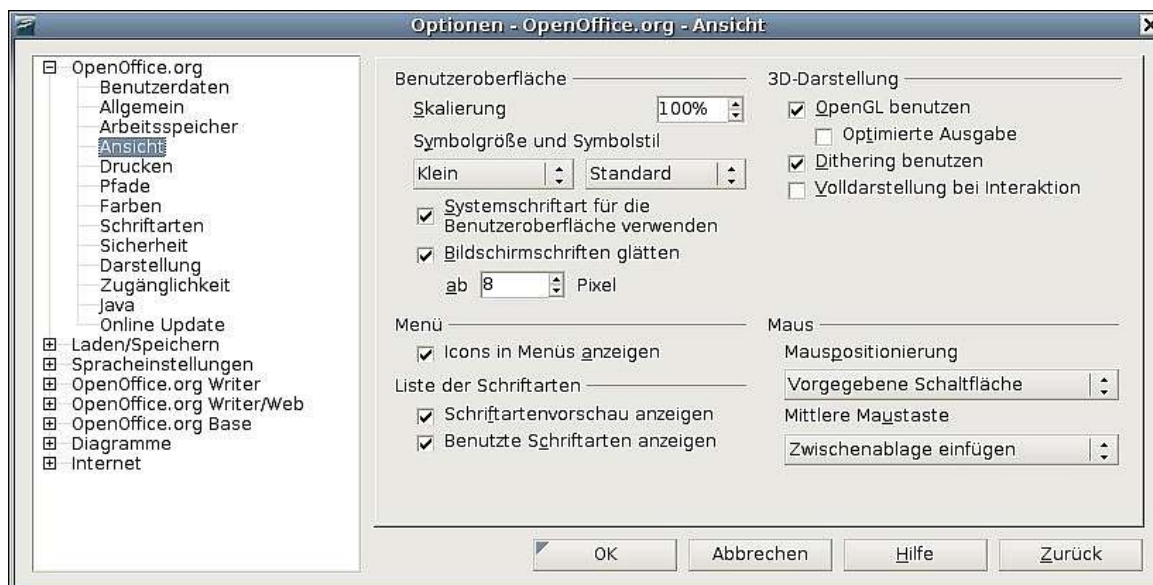 Optionen - OpenOffice.org - Ansicht
OpenOffice.org
Benutzerdaten
Allgemein
Arbeitsspeicher
Ansicht
Drucken
Pfade
Farben
Schriftarten
Sicherheit
Darstellung
Zugänglichkeit
Java
Online Update
Laden/Speichern
Spracheinstellungen
OpenOffice.org Writer
OpenOffice.org Writer/Web
OpenOffice.org Base
Diagramme
Internet
Benutzeroberfläche
Skalierung 100%
Symbolgröße und Symbolstil
Klein Standard
Systemschriftart für die
Benutzeroberfläche verwenden
Bildschirmschriften glätten
ab 8 Pixel
Menü
Icons in Menüs anzeigen
Liste der Schriftarten
Schriftartenvorschau anzeigen
Benutzte Schriftarten anzeigen
3D-Darstellung
OpenGL benutzen
Optimierte Ausgabe
Dithering benutzen
Volldarstellung bei Interaktion
Maus
Mauspositionierung
Vorgegebene Schaltfläche
Mittlere Maustaste
Zwischenablage einfügen
OK Abbrechen Hilfe Zurück